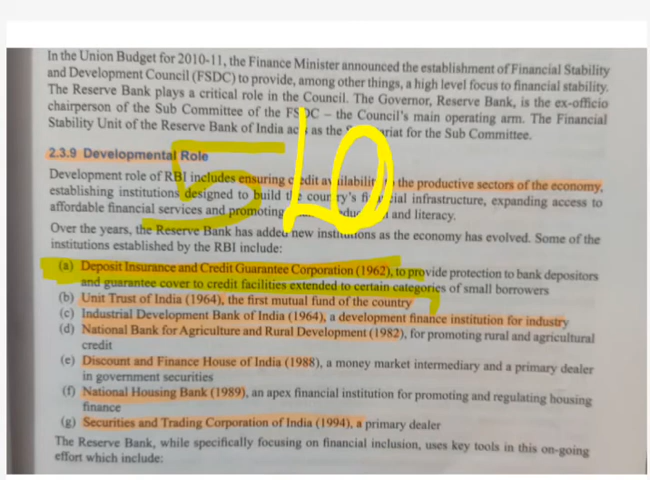 In the Union Budget for 2010-11, the Finance Minister announced the establishment of Financial Stability
and Development Council (FSDC) to provide, among other things, a high level focus to financial stability.
The Reserve Bank plays a critical role in the Council. The Governor, Reserve Bank, is the ex-officio
chairperson of the Sub Committee of the FSDC – the Council's main operating arm. The Financial
Stability Unit of the Reserve Bank of India as the for the Sub Committee.
2.3.9 Developmental Role
Development role of RBI includes ensuring credit availability the productive sectors of the economy,
establishing institutions designed to build the country's infrastructure, expanding access to
affordable financial services and promoting and literacy.
Over the years, the Reserve Bank has added new institutions as the economy has evolved. Some of the
institutions established by the RBI include:
(a) Deposit Insurance and Credit Guarantee Corporation (1962), to provide protection to bank depositors
and guarantee cover to credit facilities extended to certain categories of small borrowers
(b) Unit Trust of India (1964), the first mutual fund of the country
(c) Industrial Development Bank of India (1964), a development finance institution for industry
(d) National Bank for Agriculture and Rural Development (1982), for promoting rural and agricultural
credit
(e) Discount and Finance House of India (1988), a money market intermediary and a primary dealer
in government securities
(f) National Housing Bank (1989), an apex financial institution for promoting and regulating housing
finance
(g) Securities and Trading Corporation of India (1994), a primary dealer
The Reserve Bank, while specifically focusing on financial inclusion, uses key tools in this on-going
effort which include: